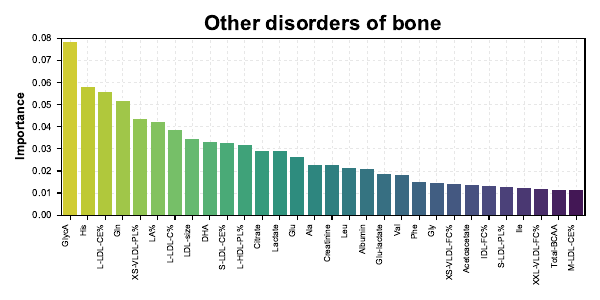 Other disorders of bone
Importance
0.08
0.07
0.06
0.05
0.04
0.03
0.02
0.01
0.00
GlycA
His
L-LDL-CE%
Gln
XS-VLDL-PL%
LA%
L-LDL-C%
LDL-size
DHA
S-LDL-CE%
L-HDL-PL%
Citrate
Lactate
Glu
Ala
Creatinine
Leu
Albumin
Glu-lactate
Val
Phe
Gly
XS-VLDL-FC%
Acetoacetate
IDL-FC%
S-LDL-PL%
Ile
XXL-VLDL-FC%
Total-BCAA
M-LDL-CE%